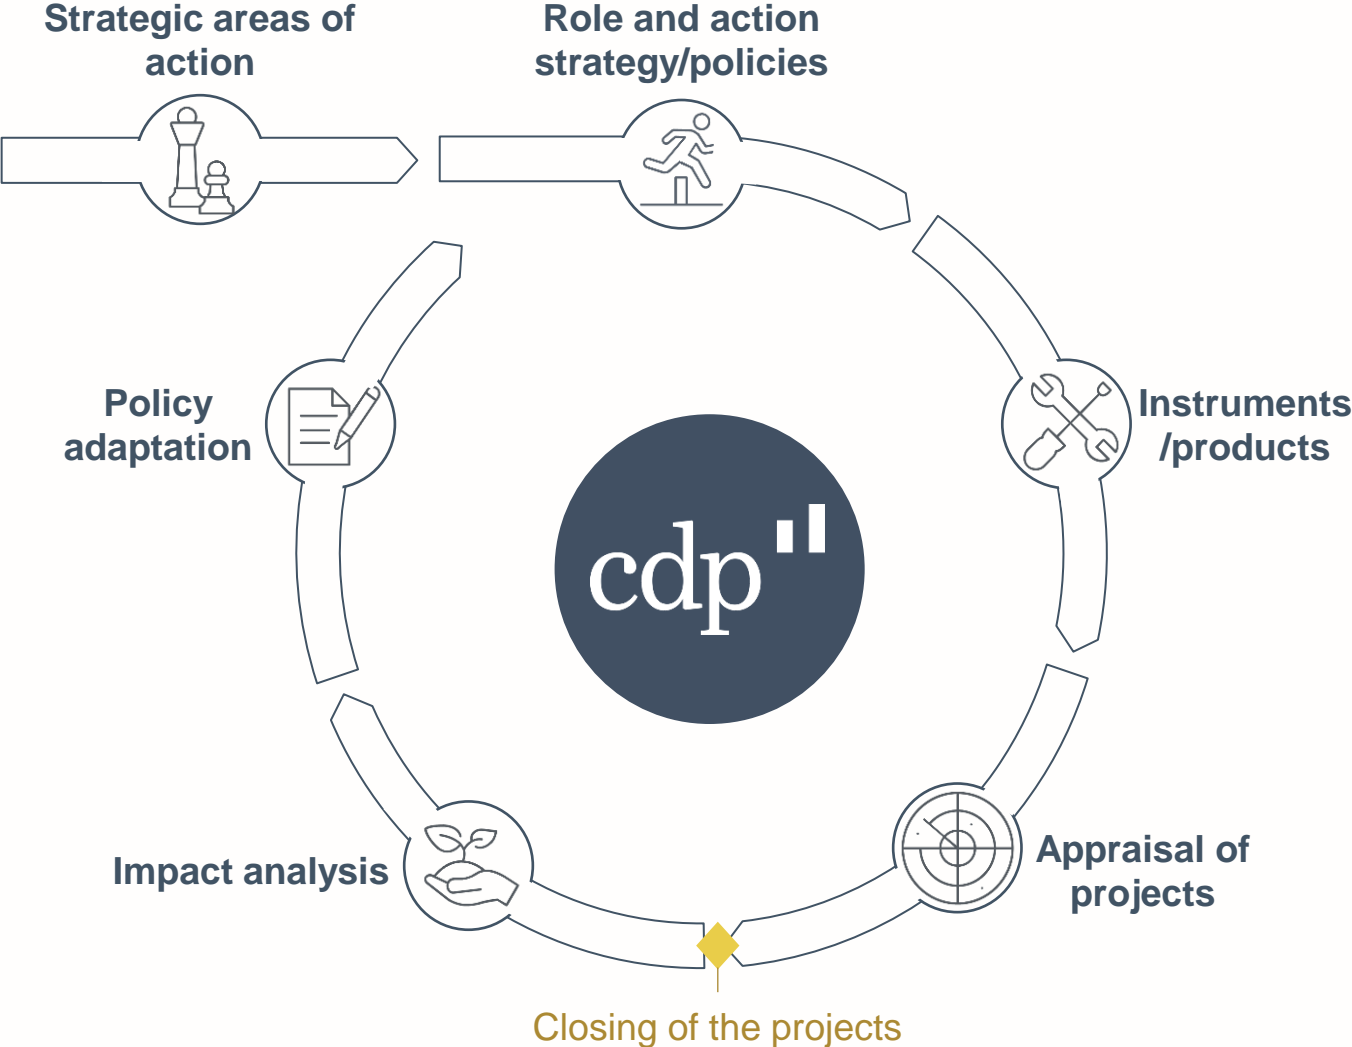 Strategic areas of
action
Role and action
strategy/policies
Instruments
/products
Policy
adaptation
cdp
Appraisal of
projects
Impact analysis
Closing of the projects